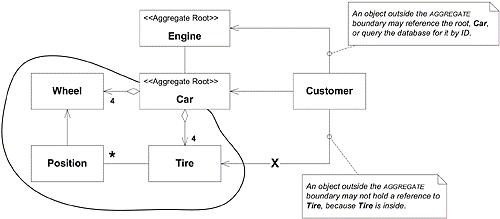 An object outside the AGGREGATE
boundary may reference the root, Car,
or query the database for it by ID.
<<Aggregate Root>>
Engine
<<Aggregate Root>>
Car
Wheel
4
Customer
4
Position
*
Tire
X
An object outside the AGGREGATE
boundary may not hold a reference to
Tire, because Tire is inside.